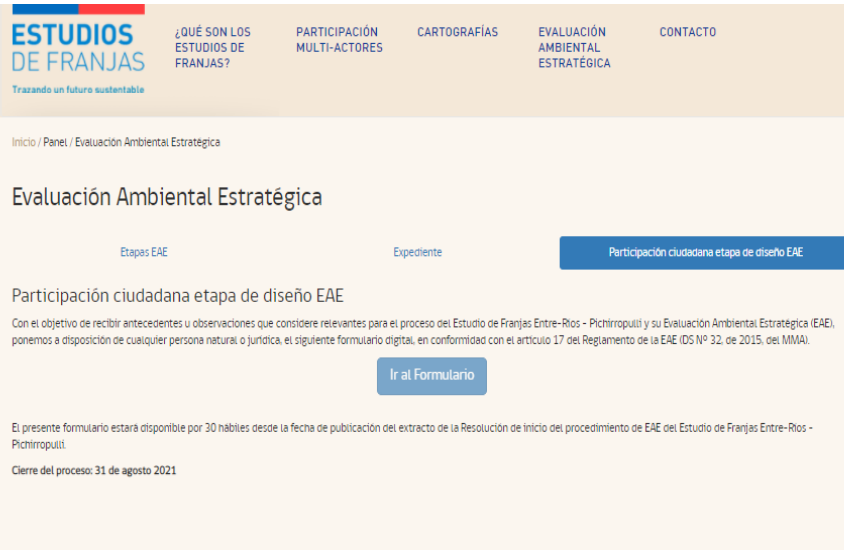 ESTUDIOS
DE FRANJAS
Trazando un futuro sustentable
¿QUÉ SON LOS
ESTUDIOS DE
FRANJAS?
PARTICIPACIÓN
MULTI-ACTORES
CARTOGRAFÍAS
EVALUACIÓN
AMBIENTAL
ESTRATÉGICA
CONTACTO
Inicio / Panel / Evaluación Ambiental Estratégica
Evaluación Ambiental Estratégica
Etapas EAE
Expediente
Participación ciudadana etapa de diseño EAE
Participación ciudadana etapa de diseño EAE
Con el objetivo de recibir antecedentes u observaciones que considere relevantes para el proceso del Estudio de Franjas Entre-Ríos - Pichirropulli y su Evaluación Ambiental Estratégica (EAE),
ponemos a disposición de cualquier persona natural o jurídica, el siguiente formulario digital, en conformidad con el artículo 17 del Reglamento de la EAE (DS Nº 32, de 2015, del MMA).
Ir al Formulario
El presente formulario estará disponible por 30 hábiles desde la fecha de publicación del extracto de la Resolución de inicio del procedimiento de EAE del Estudio de Franjas Entre-Ríos -
Pichirropulli.
Cierre del proceso: 31 de agosto 2021